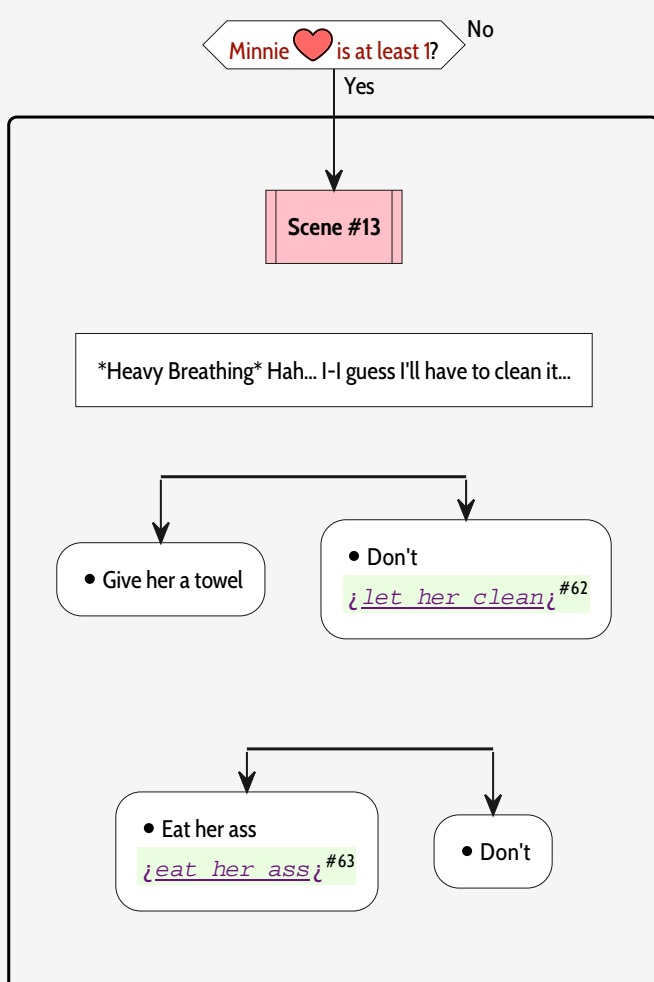 No
Minnie ❤ is at least 1?
Yes
Scene #13
*Heavy Breathing* Hah... I-I guess I'll have to clean it...
• Give her a towel
• Don't
¿let her clean¿#62
• Eat her ass
¿eat her ass¿#63
• Don't